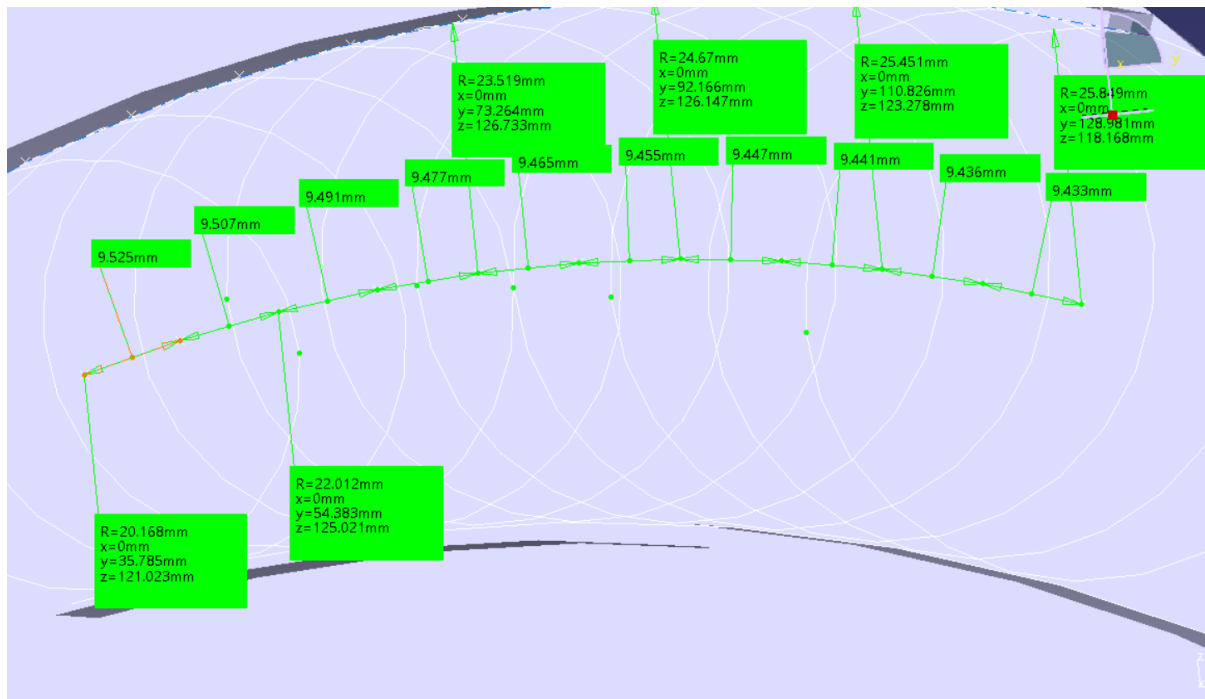 R=24.67mm
x=0mm
y=92.166mm
z=126.147mm
R=25.451mm
x=0mm
y=110.826mm
z=123.278mm
R=23.519mm
x=0mm
y=73.264mm
z=126.733mm
R=25.849mm
x=0mm
y=128.981mm
z=118.168mm
9.525mm
9.507mm
9.491mm
9.477mm
9.465mm
9.455mm
9.447mm
9.441mm
9.436mm
9.433mm
R=22.012mm
x=0mm
y=54.383mm
z=125.021mm
R=20.168mm
x=0mm
y=35.785mm
z=121.023mm
x
y
z